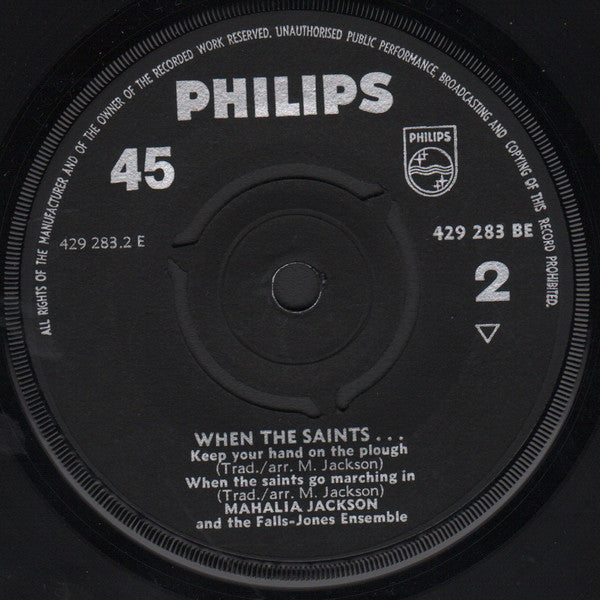 ALL RIGHTS OF THE MANUFACTURER AND OF THE OWNER OF THE RECORDED WORK RESERVED. UNAUTHORISED PUBLIC PERFORMANCE, BROADCASTING AND COPYING OF THIS RECORD PROHIBITED.
PHILIPS
45
PHILIPS
429 283.2 E
429 283 BE
2
WHEN THE SAINTS . . .
Keep your hand on the plough
(Trad./arr. M. Jackson)
When the saints go marching in
(Trad./arr. M. Jackson)
MAHALIA JACKSON
and the Falls-Jones Ensemble